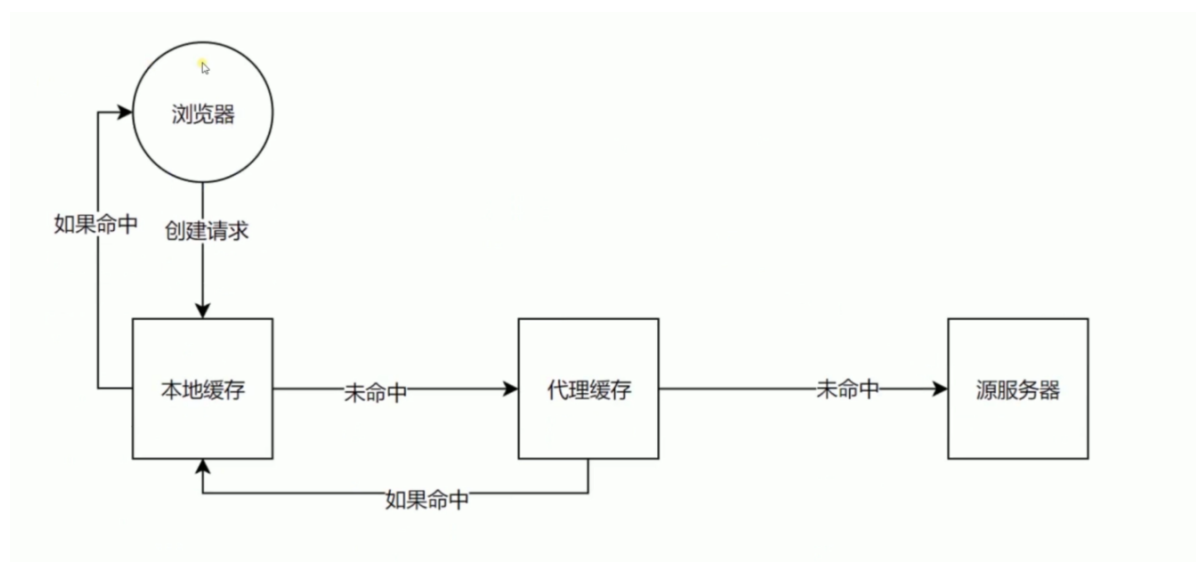 浏览器
如果命中
创建请求
本地缓存
未命中
代理缓存
未命中
源服务器
如果命中